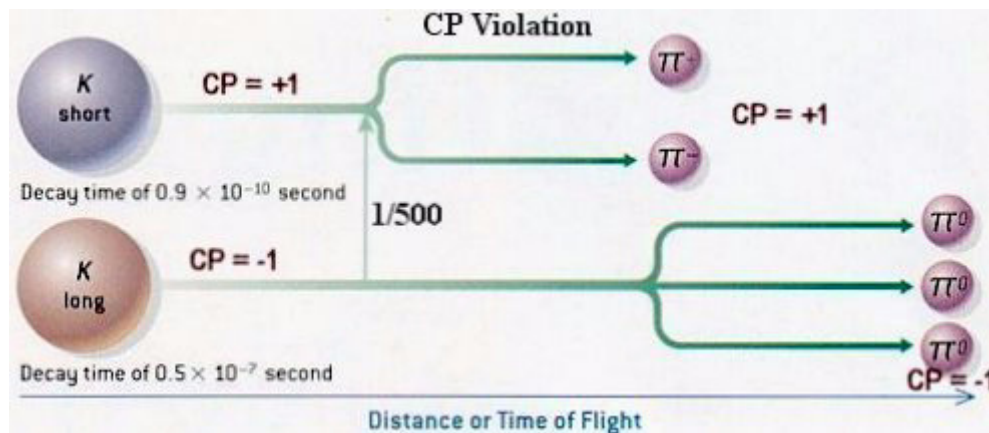 CP Violation
K
short
CP = +1
π+
π−
CP = +1
Decay time of 0.9 × 10⁻¹⁰ second
1/500
K
long
CP = -1
π⁰
π⁰
π⁰
Decay time of 0.5 × 10⁻⁷ second
CP = -1
Distance or Time of Flight